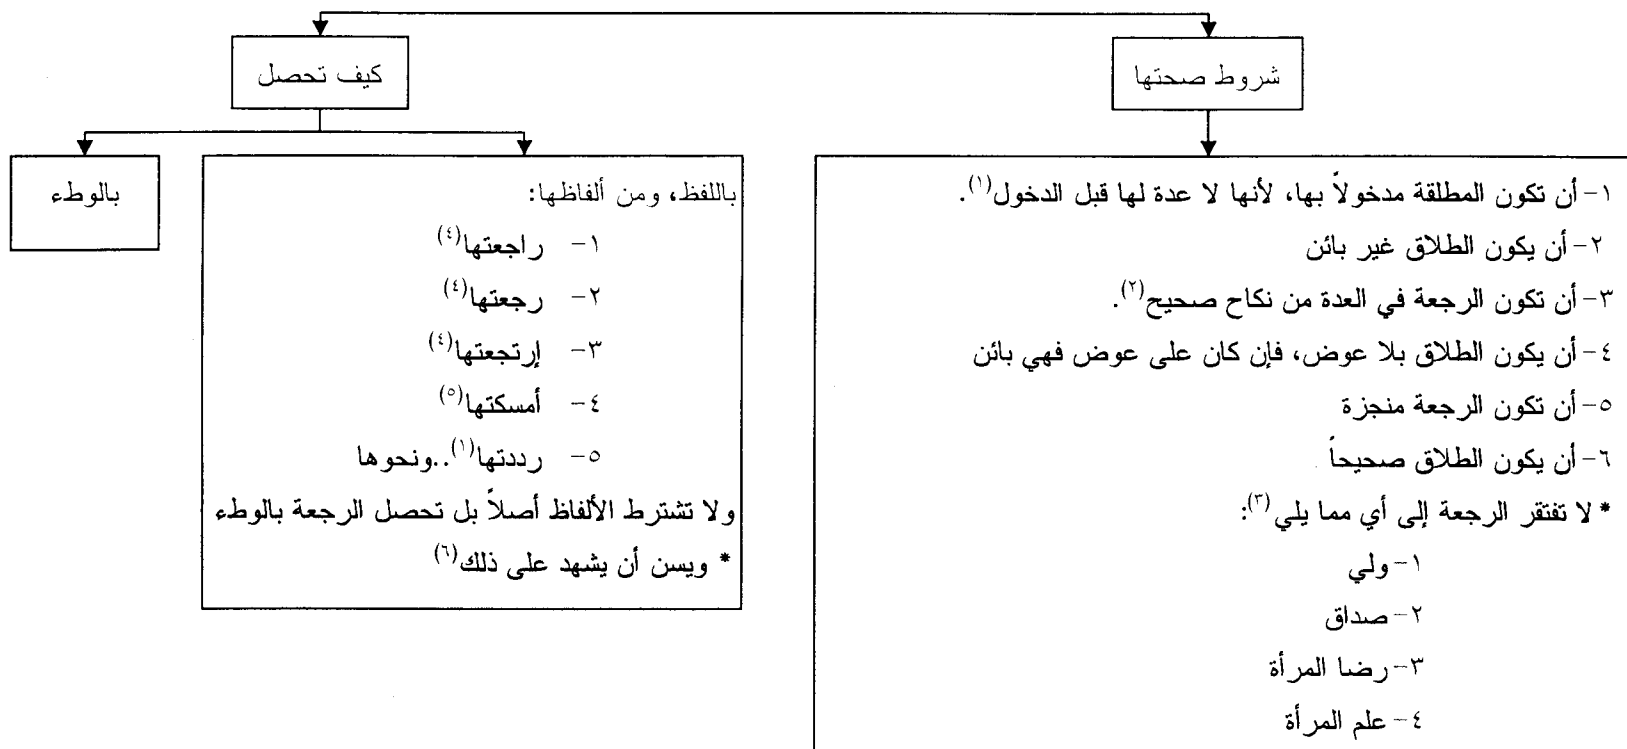 شروط صحتها
١- أن تكون المطلقة مدخولاً بها، لأنها لا عدة لها قبل الدخول(١).
٢- أن يكون الطلاق غير بائن
٣- أن تكون الرجعة في العدة من نكاح صحيح(٢).
٤- أن يكون الطلاق بلا عوض، فإن كان على عوض فهي بائن
٥- أن تكون الرجعة منجزة
٦- أن يكون الطلاق صحيحاً
* لا تفتقر الرجعة إلى أي مما يلي(٣):
١- ولي
٢- صداق
٣- رضا المرأة
٤- علم المرأة
كيف تحصل
باللفظ، ومن ألفاظها:
١- راجعتها(٤)
٢- رجعتها(٤)
٣- إرتجعتها(٤)
٤- أمسكتها(٥)
٥- رددتها(١)..ونحوها
ولا تشترط الألفاظ أصلاً بل تحصل الرجعة بالوطء
* ويسن أن يشهد على ذلك(٦)
بالوطء